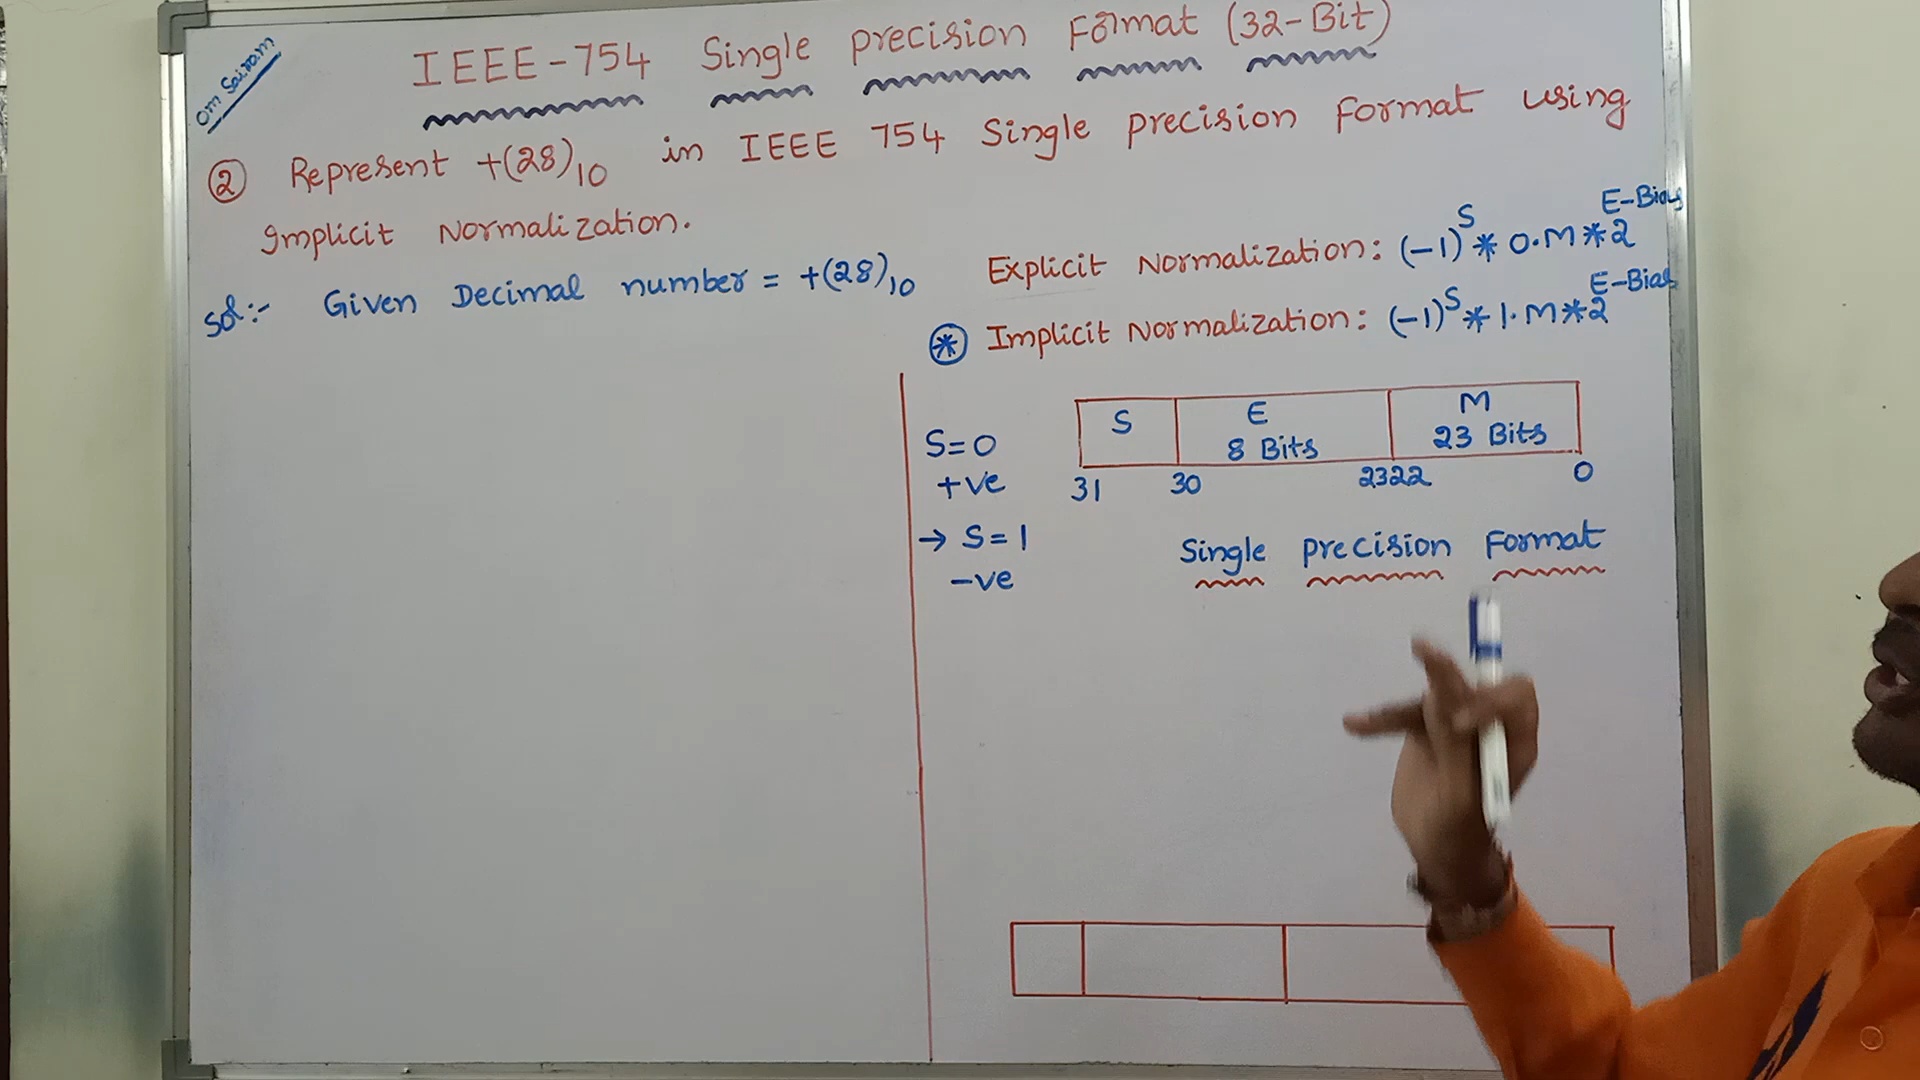 Om Sairam
IEEE-754 Single Precision Format (32-Bit)
② Represent +(28)₁₀ in IEEE 754 Single Precision Format using
Implicit Normalization.
Sol:- Given Decimal number = +(28)₁₀
Explicit Normalization: (-1)^S * 0.M * 2^E-Bias
* Implicit Normalization: (-1)^S * 1.M * 2^E-Bias
S=0
+ve
→ S=1
-ve
S E M
8 Bits 23 Bits
31 30 23 22 0
Single Precision Format